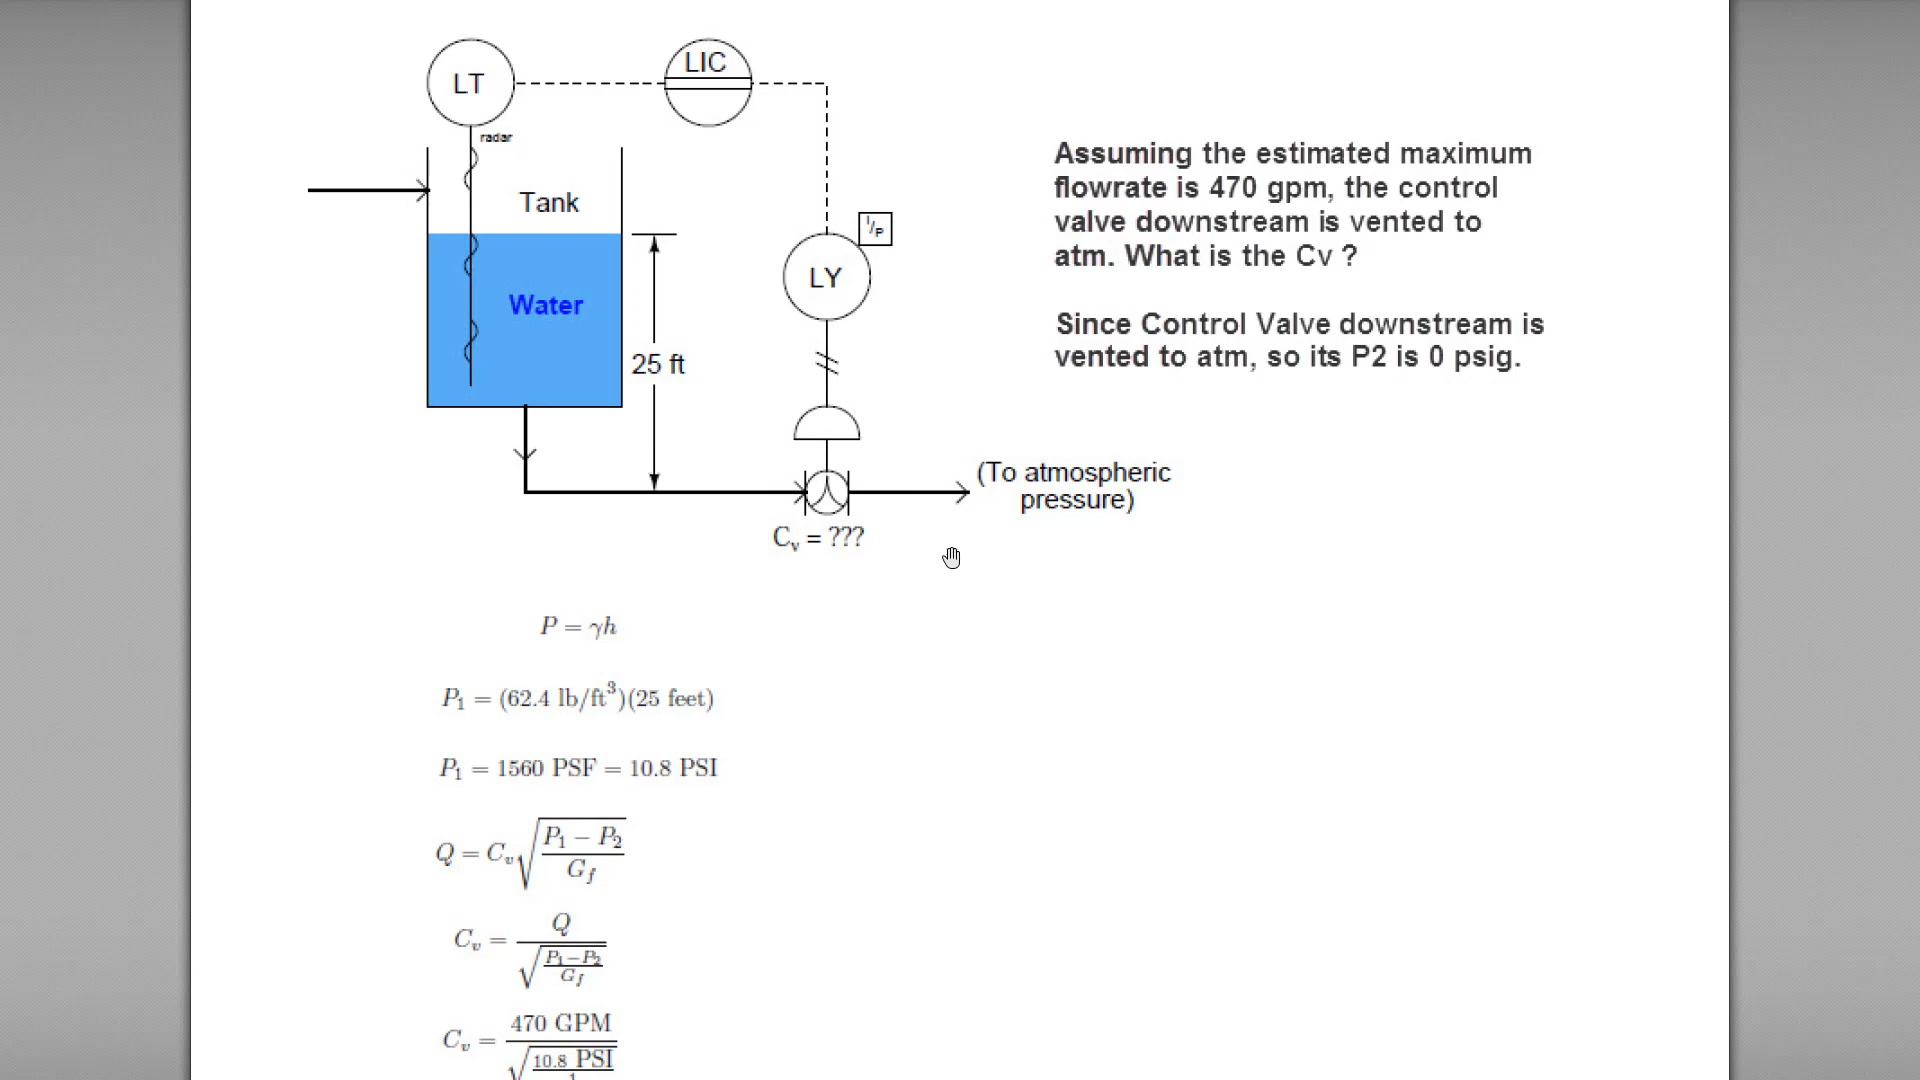 LT
LIC
radar
Tank
I/P
LY
Water
25 ft
(To atmospheric
pressure)
Cv = ???
Assuming the estimated maximum
flowrate is 470 gpm, the control
valve downstream is vented to
atm. What is the Cv ?
Since Control Valve downstream is
vented to atm, so its P2 is 0 psig.
P = γh
P₁ = (62.4 lb/ft³)(25 feet)
P₁ = 1560 PSF = 10.8 PSI
Q = Cv√((P₁ − P₂)/Gf)
Cv = Q/√((P₁−P₂)/Gf)
Cv = 470 GPM/√(10.8 PSI/1)